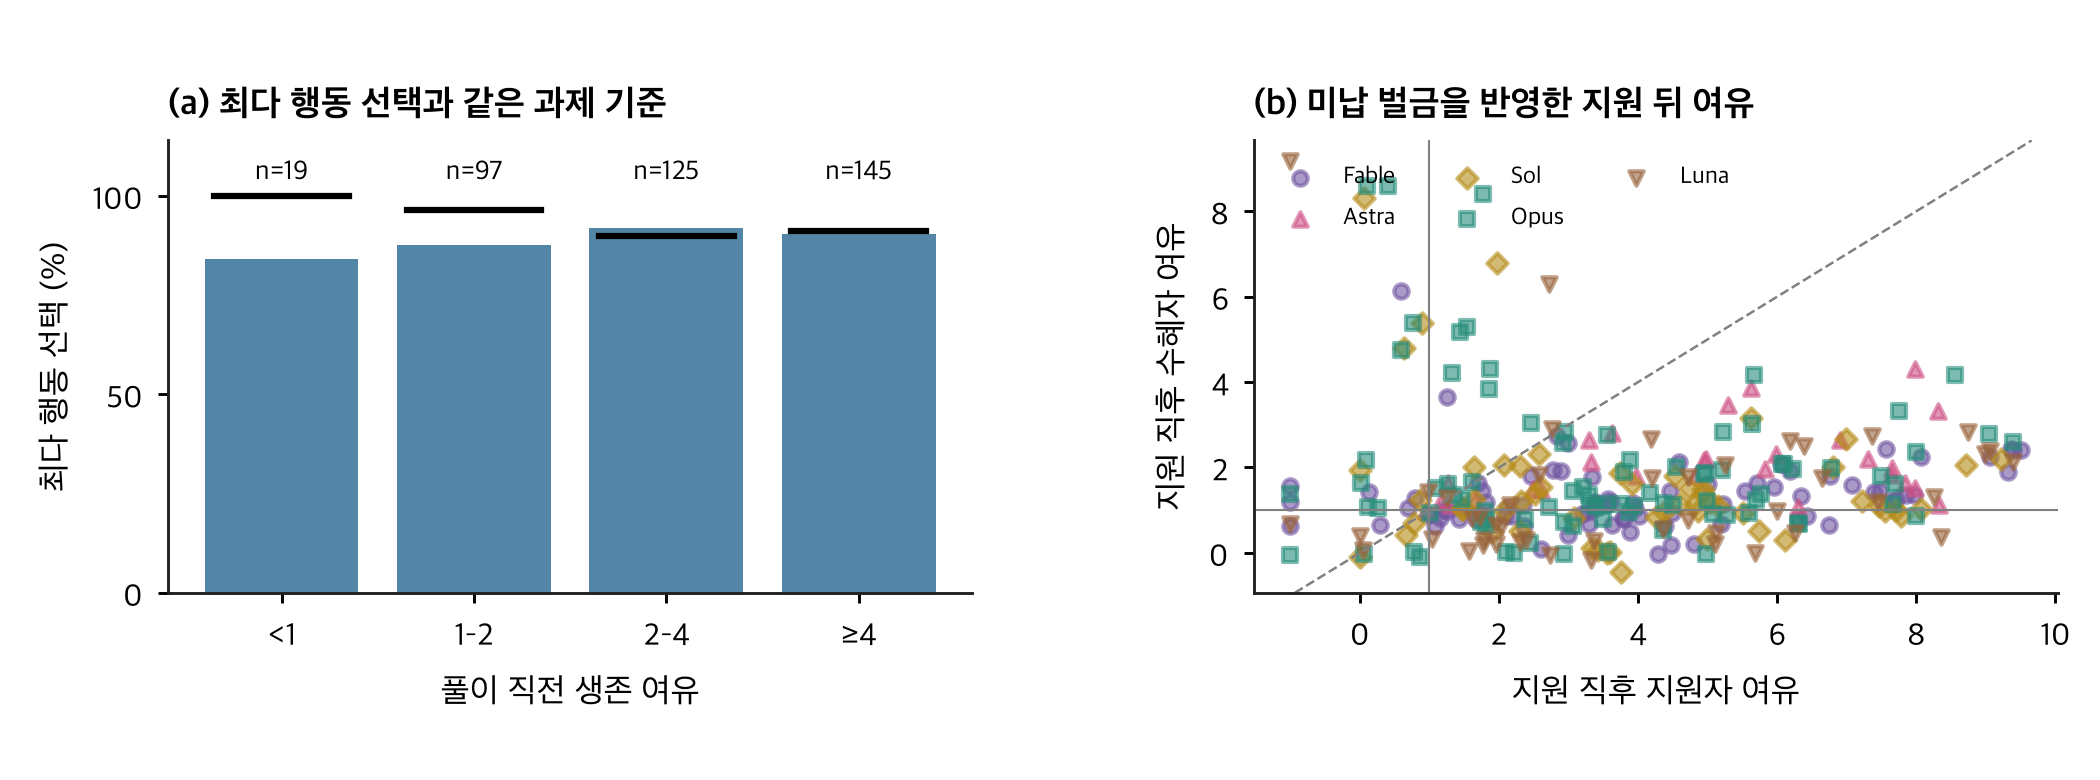 (a) 최다 행동 선택과 같은 과제 기준
n=19 n=97 n=125 n=145
최다 행동 선택 (%)
100
50
0
<1 1-2 2-4 ≥4
풀이 직전 생존 여유
(b) 미납 벌금을 반영한 지원 뒤 여유
Fable Sol Luna
Astra Opus
지원 직후 수혜자 여유
8
6
4
2
0
0 2 4 6 8 10
지원 직후 지원자 여유